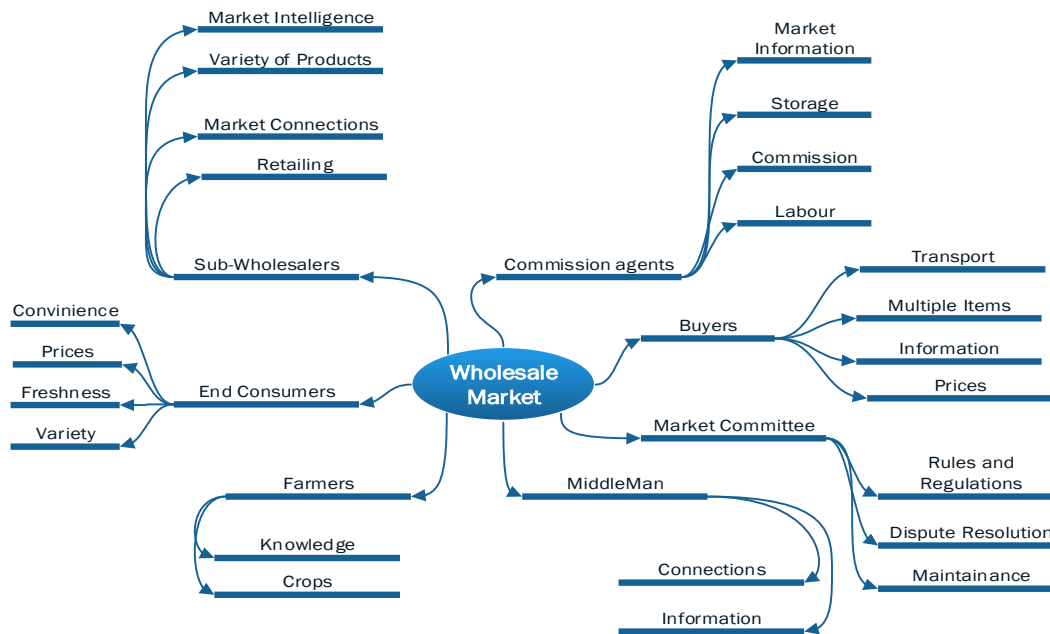 Market Intelligence
Variety of Products
Market Connections
Retailing
Sub-Wholesalers
Market
Information
Storage
Commission
Labour
Commission agents
Transport
Multiple Items
Information
Prices
Buyers
Convinience
Prices
Freshness
Variety
End Consumers
Wholesale
Market
Market Committee
Rules and
Regulations
Dispute Resolution
Maintainance
Farmers
Knowledge
Crops
MiddleMan
Connections
Information